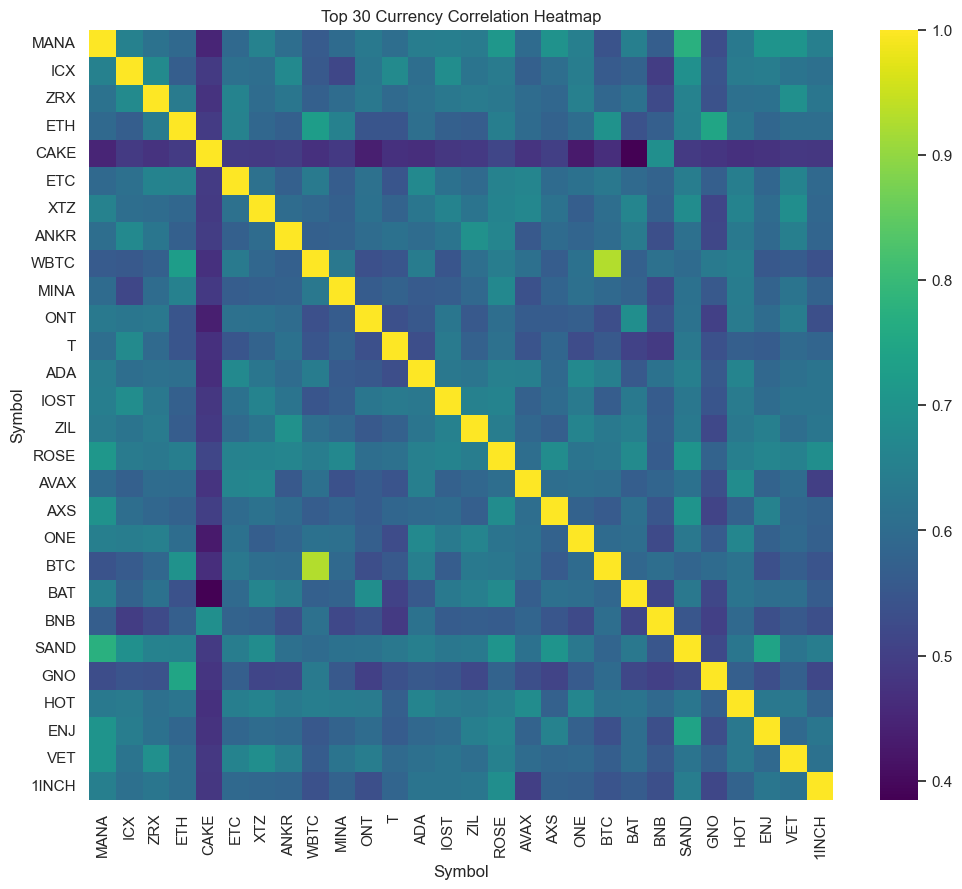 Top 30 Currency Correlation Heatmap
MANA
ICX
ZRX
ETH
CAKE
ETC
XTZ
ANKR
WBTC
MINA
ONT
T
ADA
IOST
ZIL
ROSE
AVAX
AXS
ONE
BTC
BAT
BNB
SAND
GNO
HOT
ENJ
VET
1INCH
Symbol
MANA ICX ZRX ETH CAKE ETC XTZ ANKR WBTC MINA ONT T ADA IOST ZIL ROSE AVAX AXS ONE BTC BAT BNB SAND GNO HOT ENJ VET 1INCH
Symbol
1.0
0.9
0.8
0.7
0.6
0.5
0.4